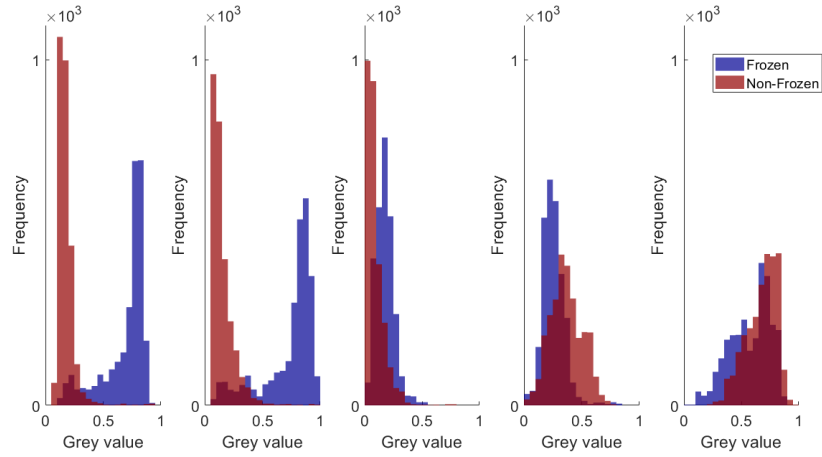 ×10³ ×10³ ×10³ ×10³ ×10³
1 1 1 1 1
Frozen
Non-Frozen
Frequency Frequency Frequency Frequency Frequency
0 0 0 0 0
0 0.5 1 0 0.5 1 0 0.5 1 0 0.5 1 0 0.5 1
Grey value Grey value Grey value Grey value Grey value